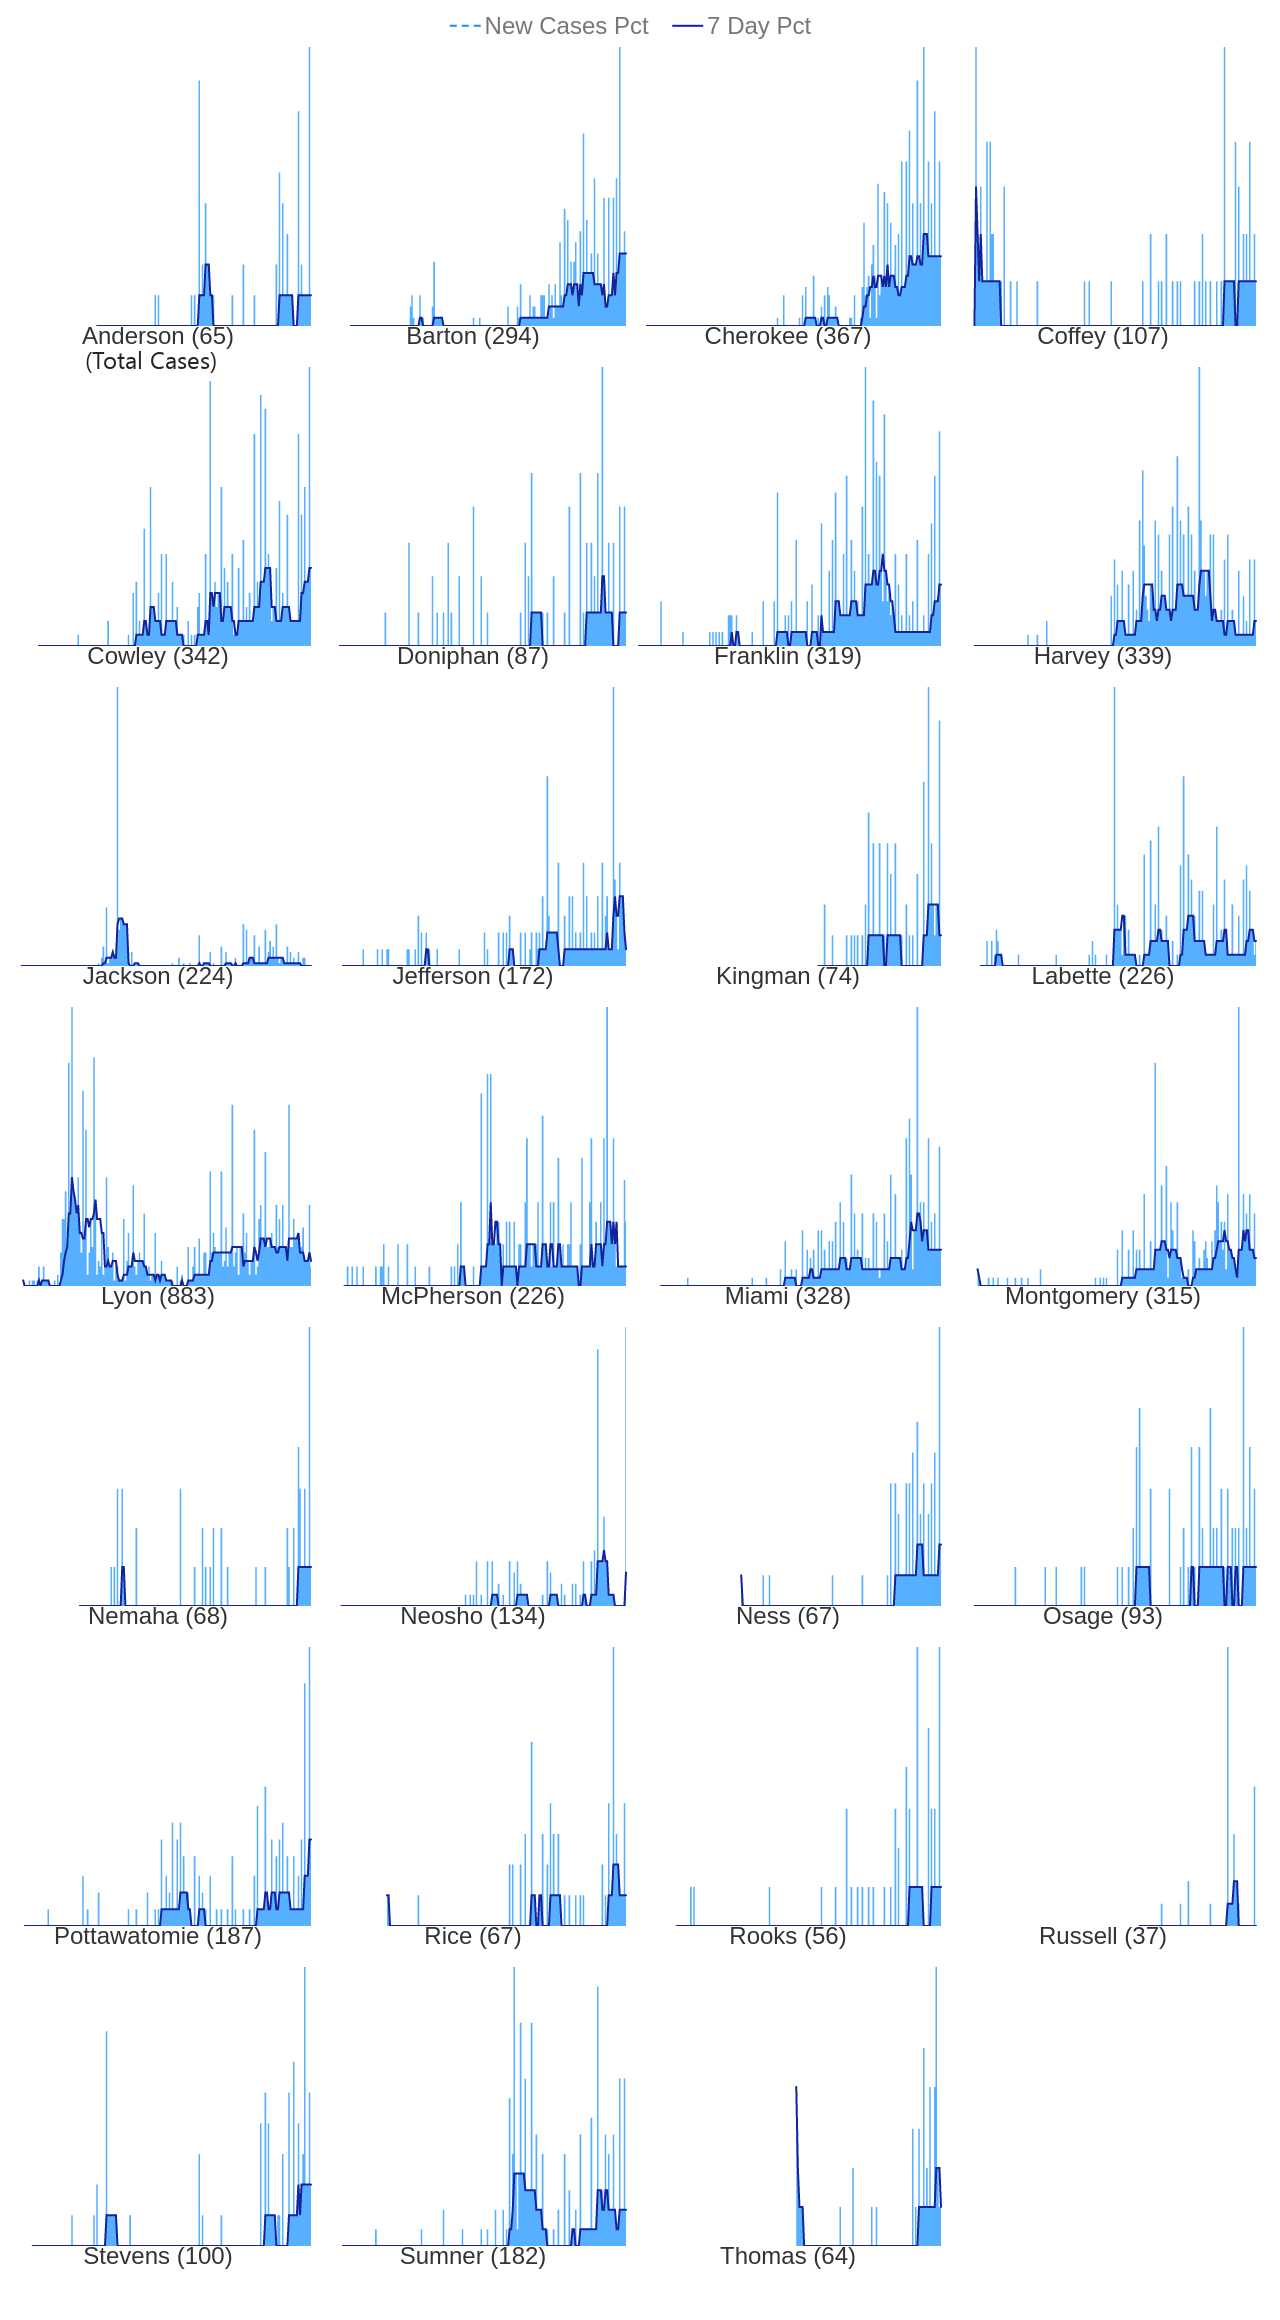 New Cases Pct 7 Day Pct
Anderson (65) Barton (294) Cherokee (367) Coffey (107)
(Total Cases)
Cowley (342) Doniphan (87) Franklin (319) Harvey (339)
Jackson (224) Jefferson (172) Kingman (74) Labette (226)
Lyon (883) McPherson (226) Miami (328) Montgomery (315)
Nemaha (68) Neosho (134) Ness (67) Osage (93)
Pottawatomie (187) Rice (67) Rooks (56) Russell (37)
Stevens (100) Sumner (182) Thomas (64)